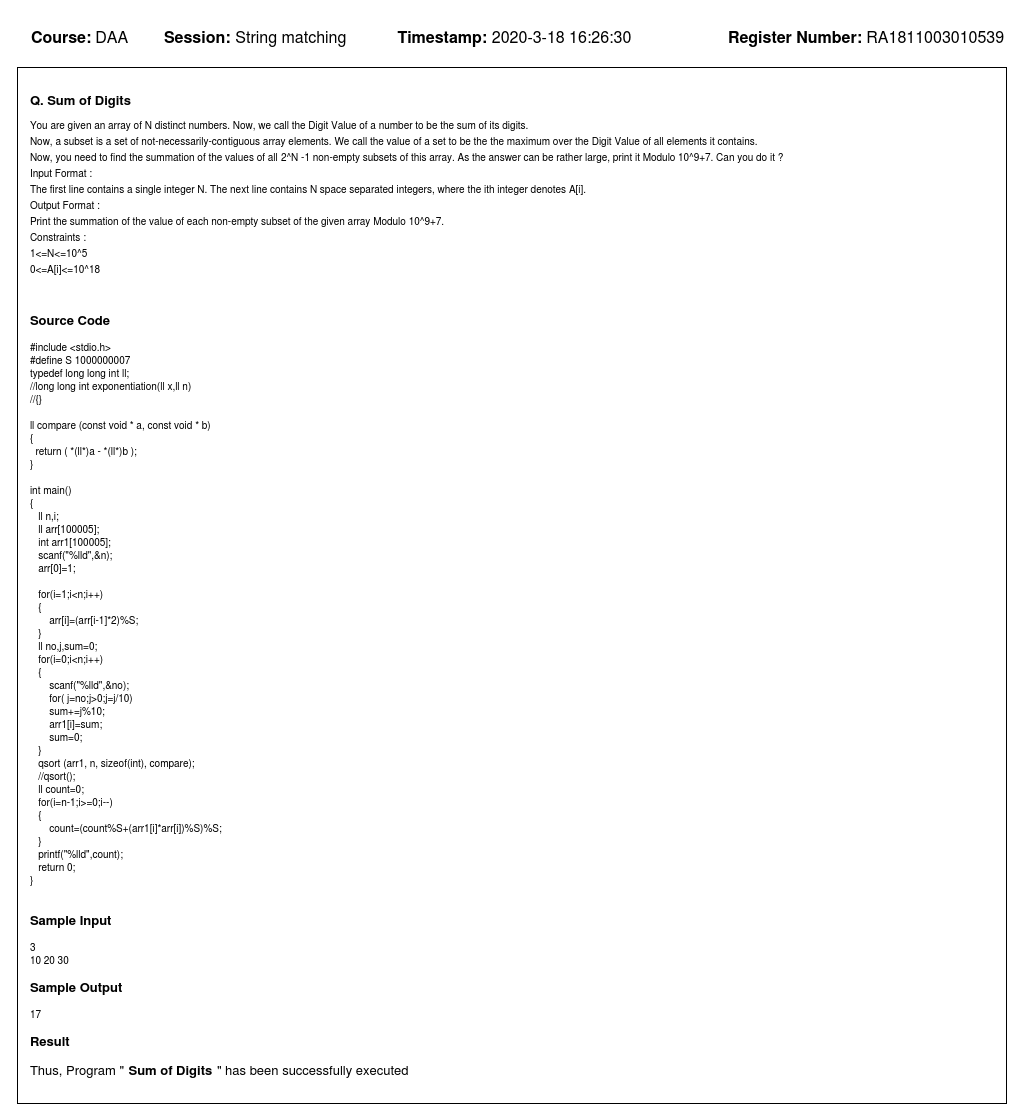 Course: DAA Session: String matching Timestamp: 2020-3-18 16:26:30 Register Number: RA1811003010539
Q. Sum of Digits
You are given an array of N distinct numbers. Now, we call the Digit Value of a number to be the sum of its digits.
Now, a subset is a set of not-necessarily-contiguous array elements. We call the value of a set to be the the maximum over the Digit Value of all elements it contains.
Now, you need to find the summation of the values of all 2^N -1 non-empty subsets of this array. As the answer can be rather large, print it Modulo 10^9+7. Can you do it ?
Input Format :
The first line contains a single integer N. The next line contains N space separated integers, where the ith integer denotes A[i].
Output Format :
Print the summation of the value of each non-empty subset of the given array Modulo 10^9+7.
Constraints :
1<=N<=10^5
0<=A[i]<=10^18
Source Code
#include <stdio.h>
#define S 1000000007
typedef long long int ll;
//long long int exponentiation(ll x,ll n)
//{}
ll compare (const void * a, const void * b)
{
return ( *(ll*)a - *(ll*)b );
}
int main()
{
ll n,i;
ll arr[100005];
int arr1[100005];
scanf("%lld",&n);
arr[0]=1;
for(i=1;i<n;i++)
{
arr[i]=(arr[i-1]*2)%S;
}
ll no,j,sum=0;
for(i=0;i<n;i++)
{
scanf("%lld",&no);
for( j=no;j>0;j=j/10)
sum+=j%10;
arr1[i]=sum;
sum=0;
}
qsort (arr1, n, sizeof(int), compare);
//qsort();
ll count=0;
for(i=n-1;i>=0;i--)
{
count=(count%S+(arr1[i]*arr[i])%S)%S;
}
printf("%lld",count);
return 0;
}
Sample Input
3
10 20 30
Sample Output
17
Result
Thus, Program " Sum of Digits " has been successfully executed